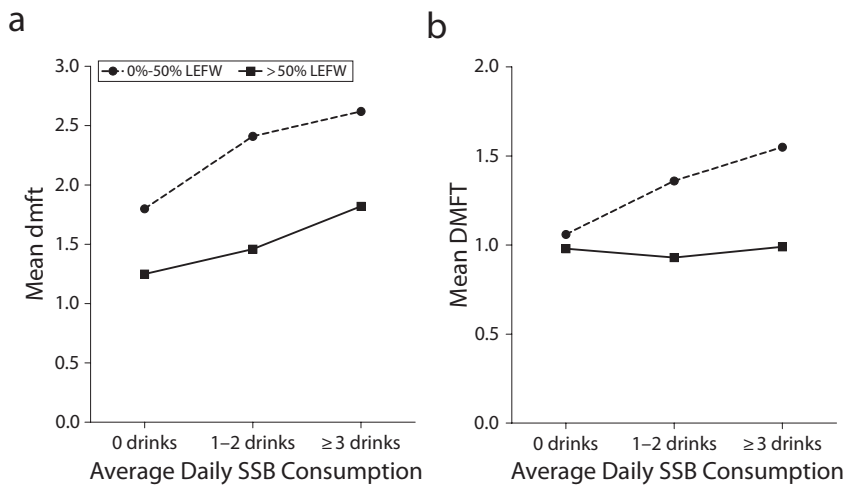 a
3.0
0%-50% LEFW >50% LEFW
2.5
2.0
1.5
1.0
0.5
0.0
Mean dmft
0 drinks 1–2 drinks ≥3 drinks
Average Daily SSB Consumption
b
2.0
1.5
1.0
0.5
0.0
Mean DMFT
0 drinks 1–2 drinks ≥3 drinks
Average Daily SSB Consumption